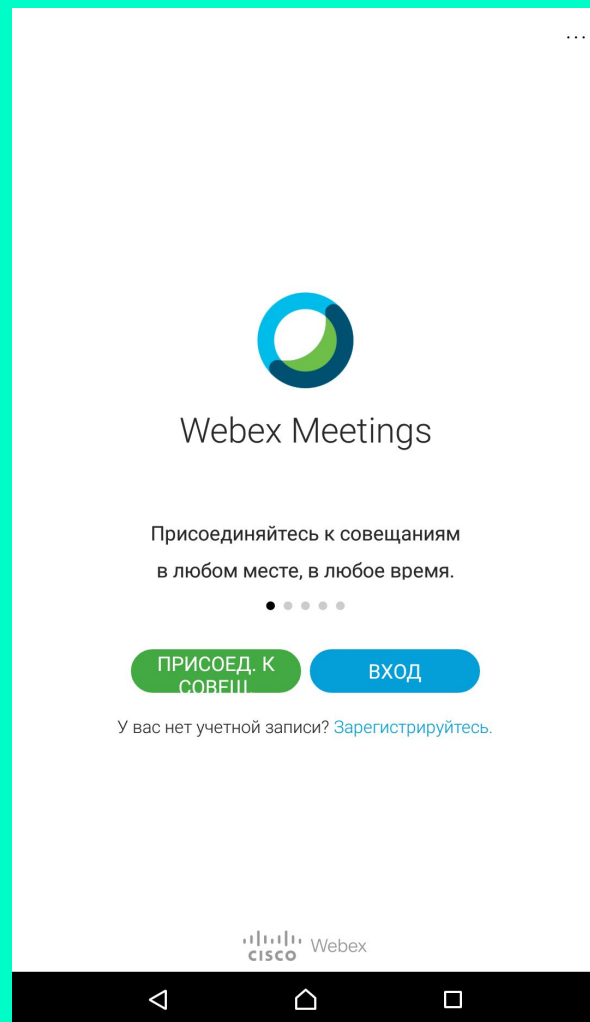 ...
Webex Meetings
Присоединяйтесь к совещаниям
в любом месте, в любое время.
ПРИСОЕД. К
СОВЕЩ.
ВХОД
У вас нет учетной записи? Зарегистрируйтесь.
CISCO Webex